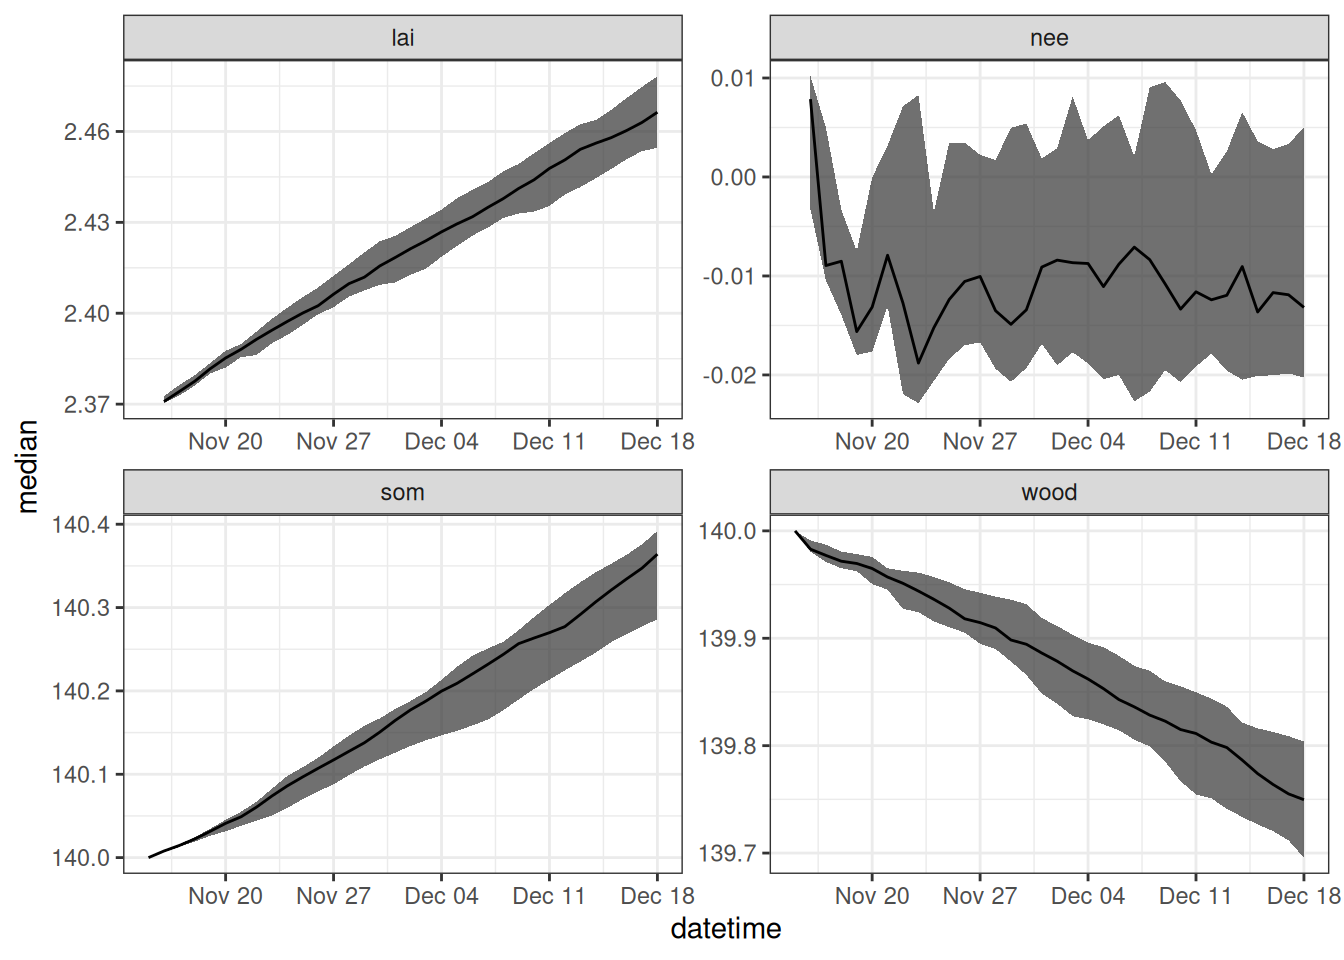 lai
2.46
2.43
2.40
2.37
Nov 20 Nov 27 Dec 04 Dec 11 Dec 18
nee
0.01
0.00
-0.01
-0.02
Nov 20 Nov 27 Dec 04 Dec 11 Dec 18
median
som
140.4
140.3
140.2
140.1
140.0
Nov 20 Nov 27 Dec 04 Dec 11 Dec 18
wood
140.0
139.9
139.8
139.7
Nov 20 Nov 27 Dec 04 Dec 11 Dec 18
datetime